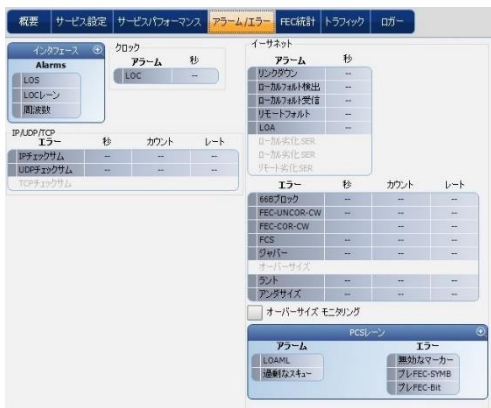 概要 サービス設定 サービスパフォーマンス アラーム/エラー FEC統計 トラフィック ロガー
インタフェース
Alarms
LOS
LOCレーン
周波数
クロック
アラーム 秒
LOC --
IP/UDP/TCP
エラー 秒 カウント レート
IPチェックサム -- -- --
UDPチェックサム -- -- --
TCPチェックサム
イーサネット
アラーム 秒
リンクダウン --
ローカルフォルト検出 --
ローカルフォルト受信 --
リモートフォルト --
LOA --
ローカル劣化 SER
ローカル劣化 SER
リモート劣化 SER
エラー 秒 カウント レート
66Bブロック -- -- --
FEC-UNCOR-CW -- -- --
FEC-COR-CW
FCS -- -- --
ジャバー -- -- --
オーバーサイズ
ラント -- -- --
アンダサイズ -- -- --
オーバーサイズ モニタリング
PCSレーン
アラーム エラー
LOAML 無効なマーカー
過剰なスキュー プレFEC-SYMB
プレFEC-Bit